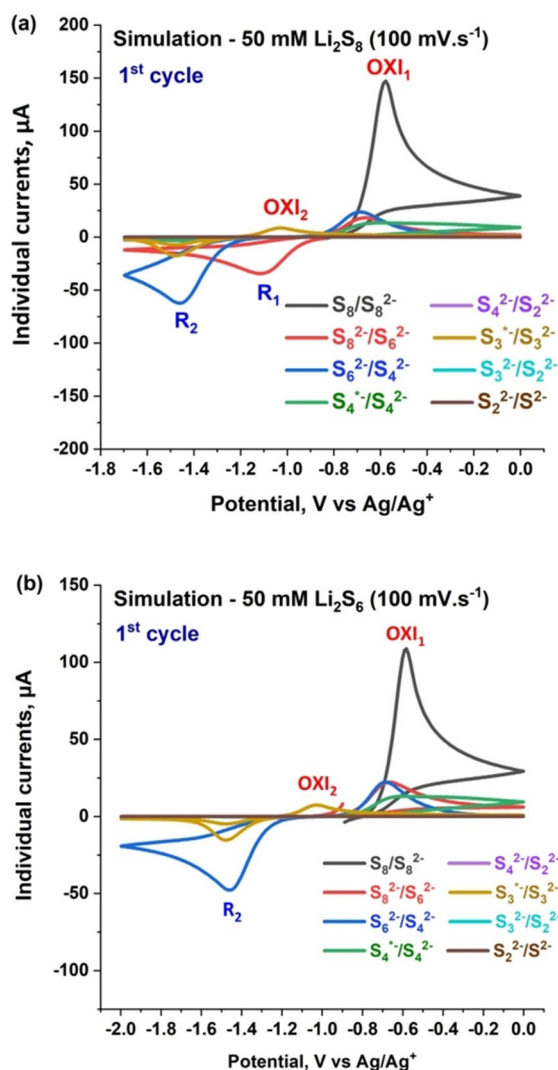 (a)
Simulation - 50 mM Li₂S₈ (100 mV.s⁻¹)
1st cycle
OXI₁
OXI₂
R₂
R₁
S₈/S₈²⁻
S₈²⁻/S₆²⁻
S₆²⁻/S₄²⁻
S₄*⁻/S₄²⁻
S₄²⁻/S₂²⁻
S₃*⁻/S₃²⁻
S₃²⁻/S₂²⁻
S₂²⁻/S²⁻
Individual currents, µA
200
150
100
50
0
-50
-100
-150
-200
-1.8 -1.6 -1.4 -1.2 -1.0 -0.8 -0.6 -0.4 -0.2 0.0
Potential, V vs Ag/Ag⁺
(b)
Simulation - 50 mM Li₂S₆ (100 mV.s⁻¹)
1st cycle
OXI₁
OXI₂
R₂
S₈/S₈²⁻
S₈²⁻/S₆²⁻
S₆²⁻/S₄²⁻
S₄*⁻/S₄²⁻
S₄²⁻/S₂²⁻
S₃*⁻/S₃²⁻
S₃²⁻/S₂²⁻
S₂²⁻/S²⁻
Individual currents, µA
150
100
50
0
-50
-100
-2.0 -1.8 -1.6 -1.4 -1.2 -1.0 -0.8 -0.6 -0.4 -0.2 0.0
Potential, V vs Ag/Ag⁺